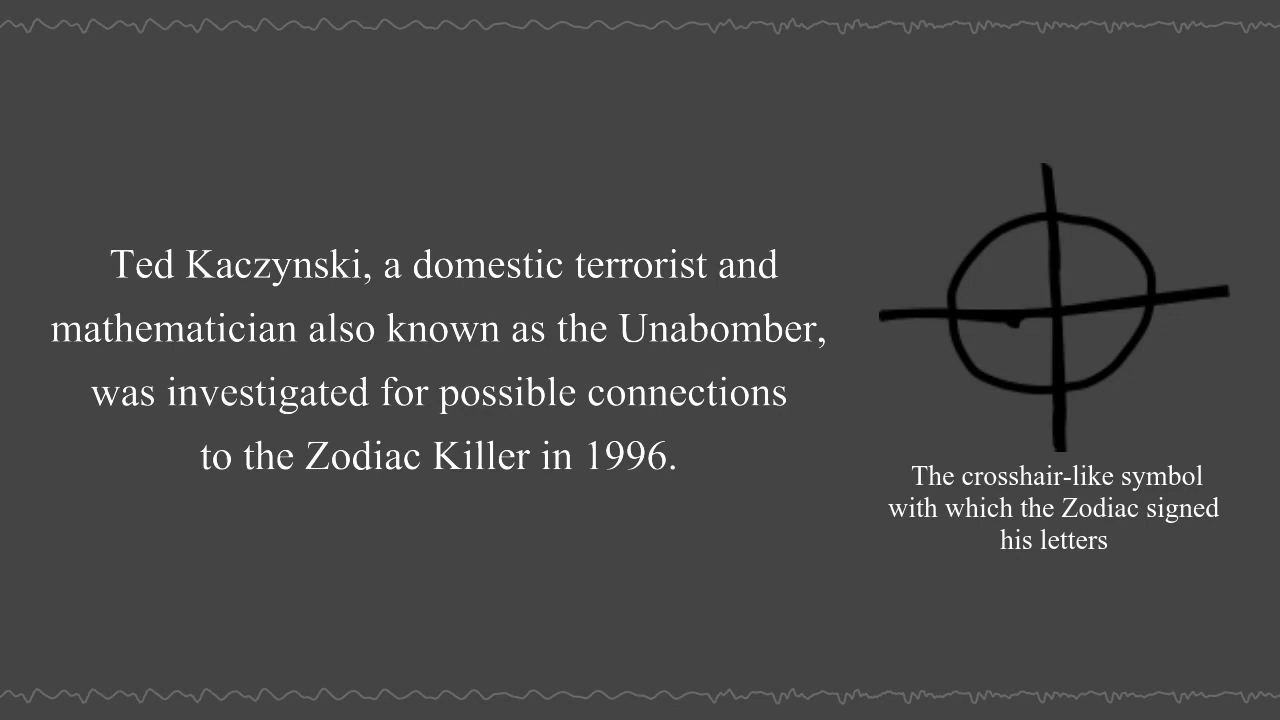 Ted Kaczynski, a domestic terrorist and
mathematician also known as the Unabomber,
was investigated for possible connections
to the Zodiac Killer in 1996.
The crosshair-like symbol
with which the Zodiac signed
his letters